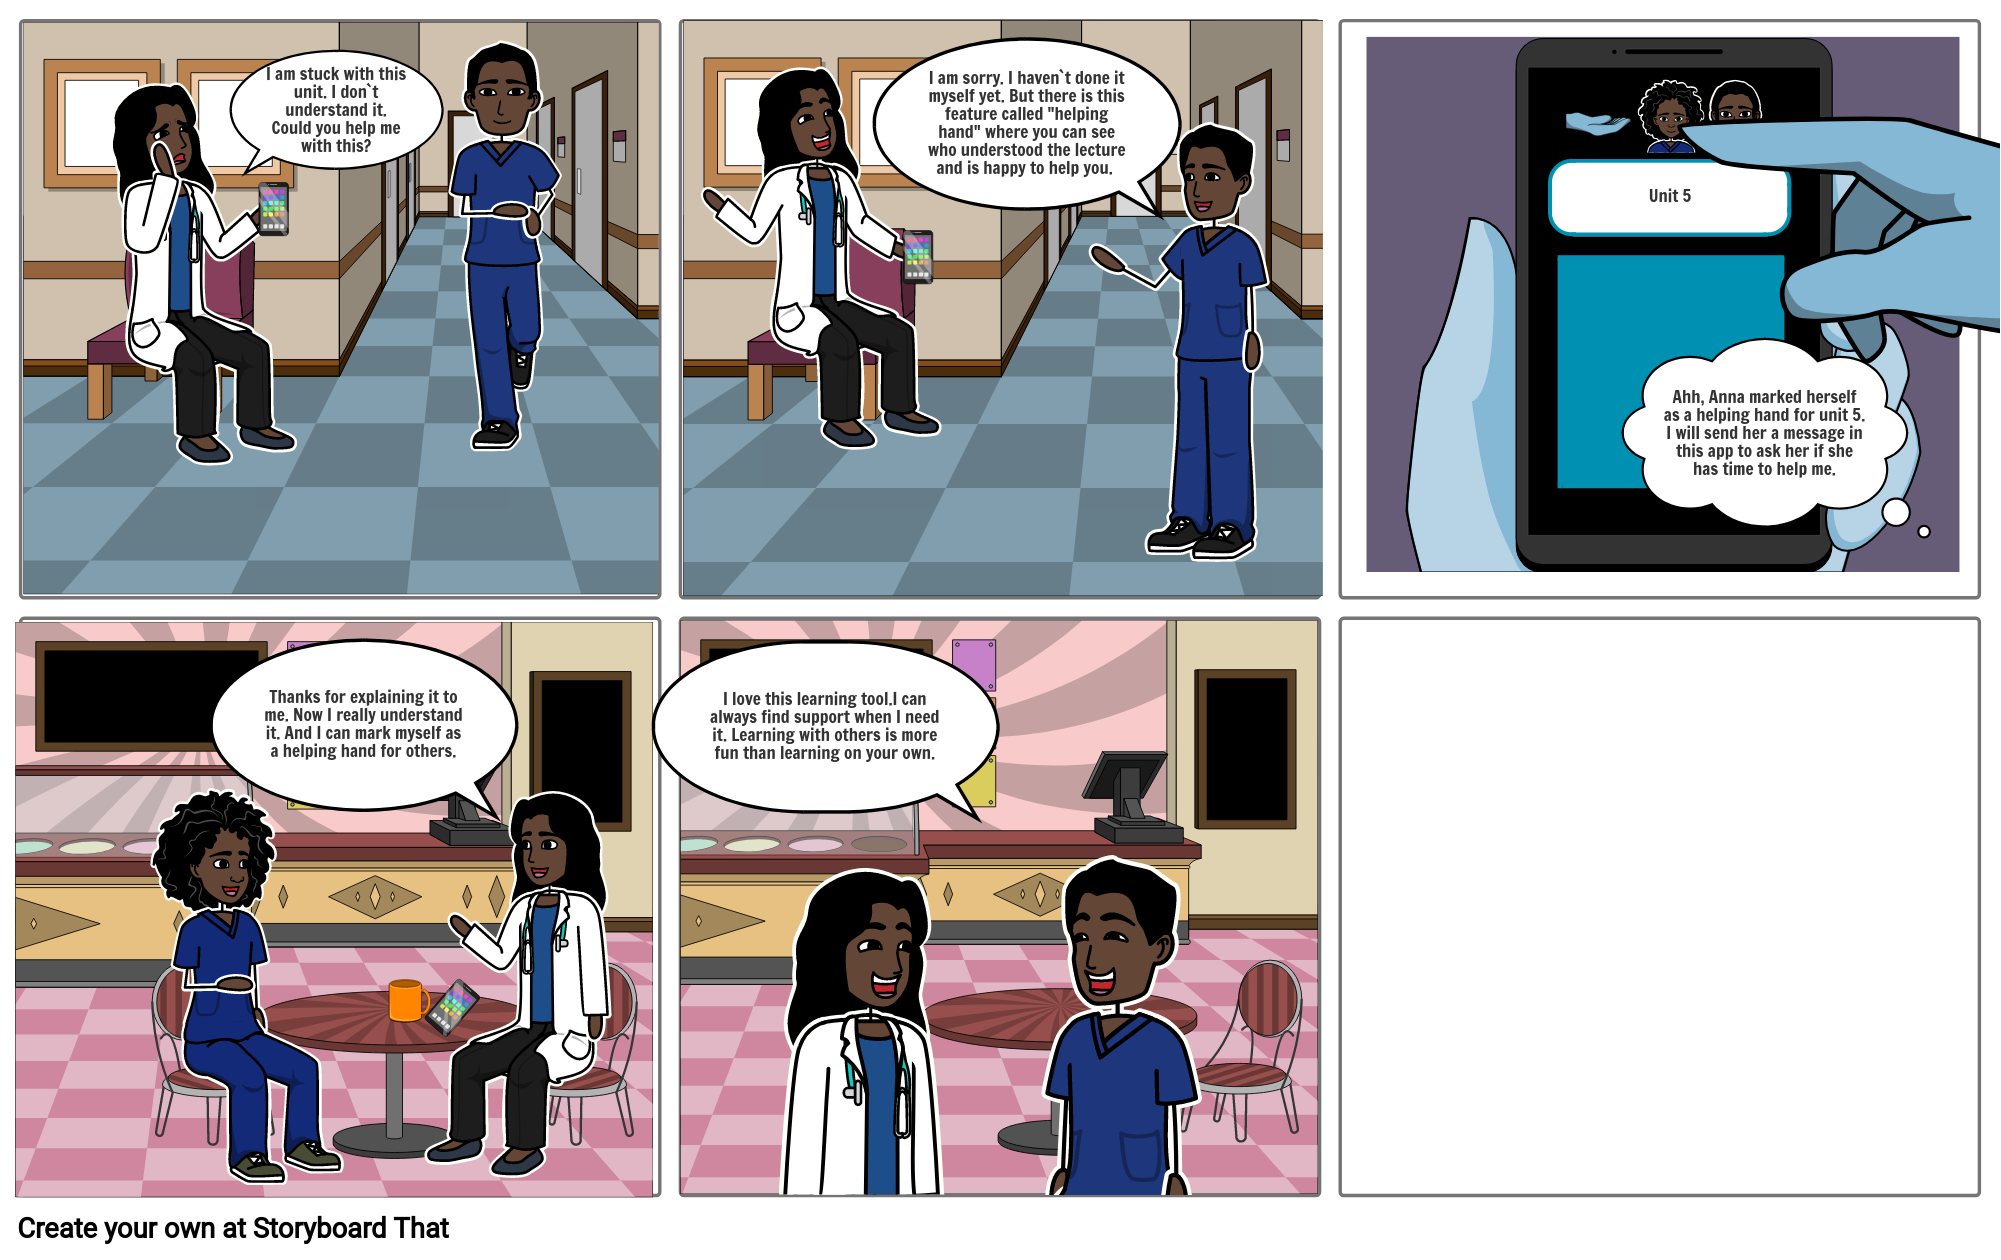 I am stuck with this
unit. I don`t
understand it.
Could you help me
with this?
I am sorry. I haven`t done it
myself yet. But there is this
feature called "helping
hand" where you can see
who understood the lecture
and is happy to help you.
Unit 5
Ahh, Anna marked herself
as a helping hand for unit 5.
I will send her a message in
this app to ask her if she
has time to help me.
Thanks for explaining it to
me. Now I really understand
it. And I can mark myself as
a helping hand for others.
I love this learning tool.I can
always find support when I need
it. Learning with others is more
fun than learning on your own.
Create your own at Storyboard That